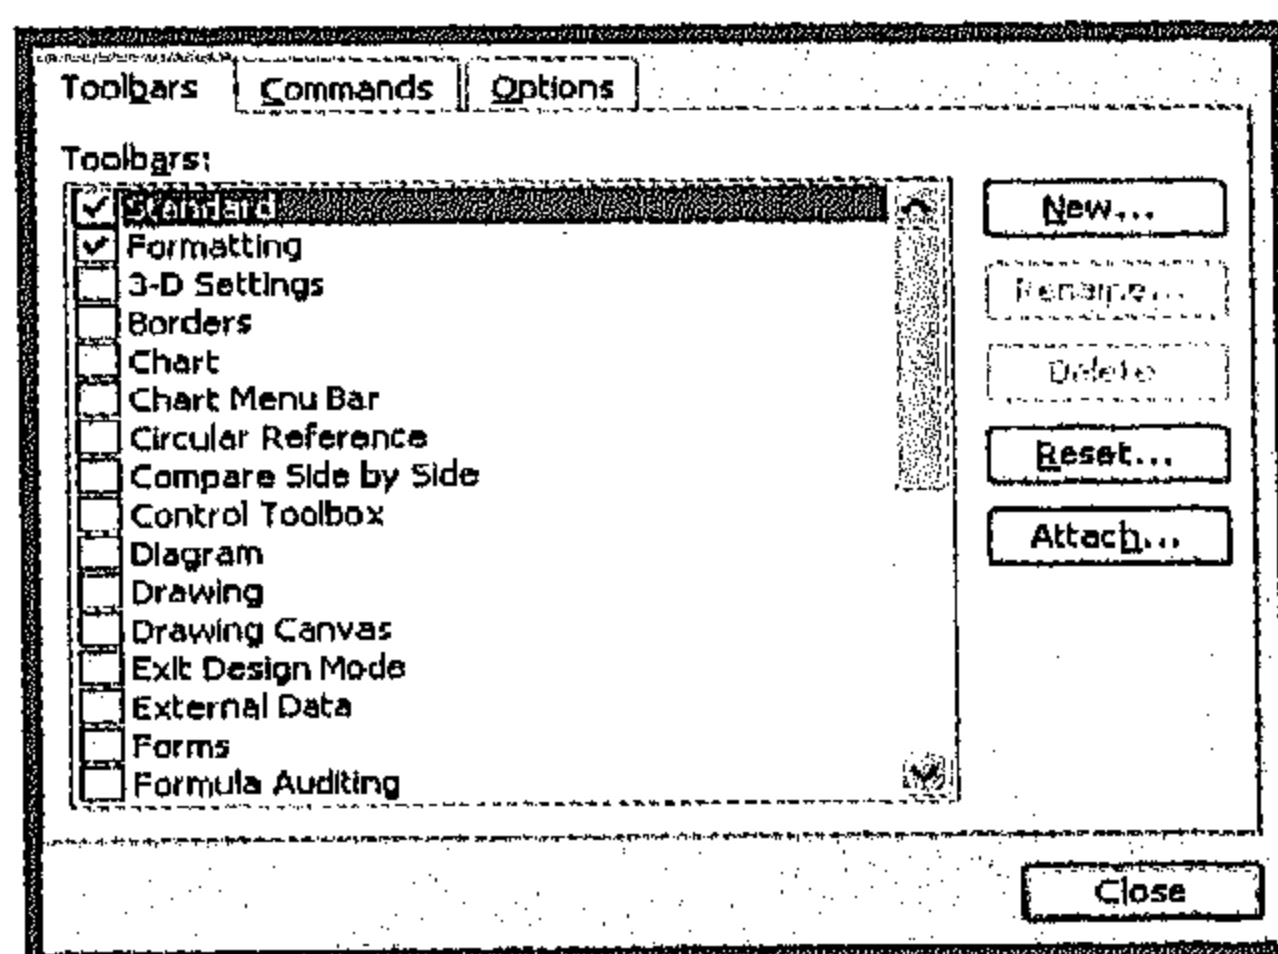 Toolbars Commands Options
Toolbars:
Standard
Formatting
3-D Settings
Borders
Chart
Chart Menu Bar
Circular Reference
Compare Side by Side
Control Toolbox
Diagram
Drawing
Drawing Canvas
Exit Design Mode
External Data
Forms
Formula Auditing
New...
Rename...
Delete
Reset...
Attach...
Close